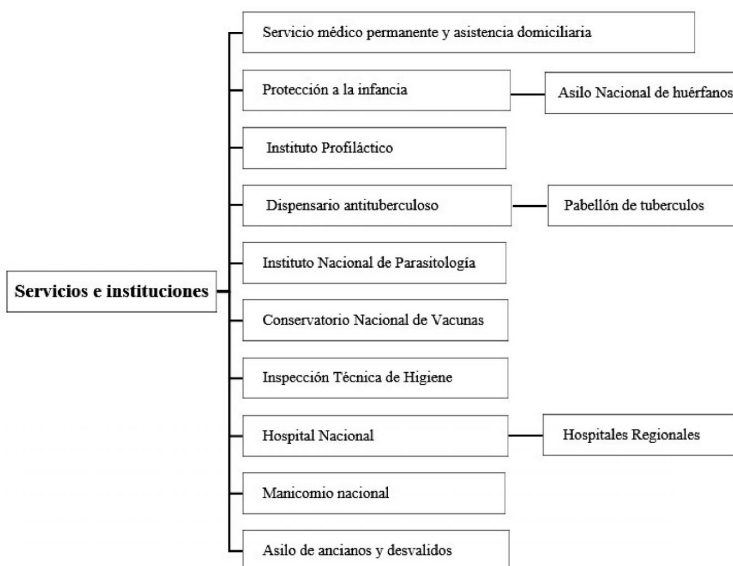 Servicio médico permanente y asistencia domiciliaria
Protección a la infancia
Asilo Nacional de huérfanos
Instituto Profiláctico
Dispensario antituberculoso
Pabellón de tuberculos
Instituto Nacional de Parasitología
Servicios e instituciones
Conservatorio Nacional de Vacunas
Inspección Técnica de Higiene
Hospital Nacional
Hospitales Regionales
Manicomio nacional
Asilo de ancianos y desvalidos